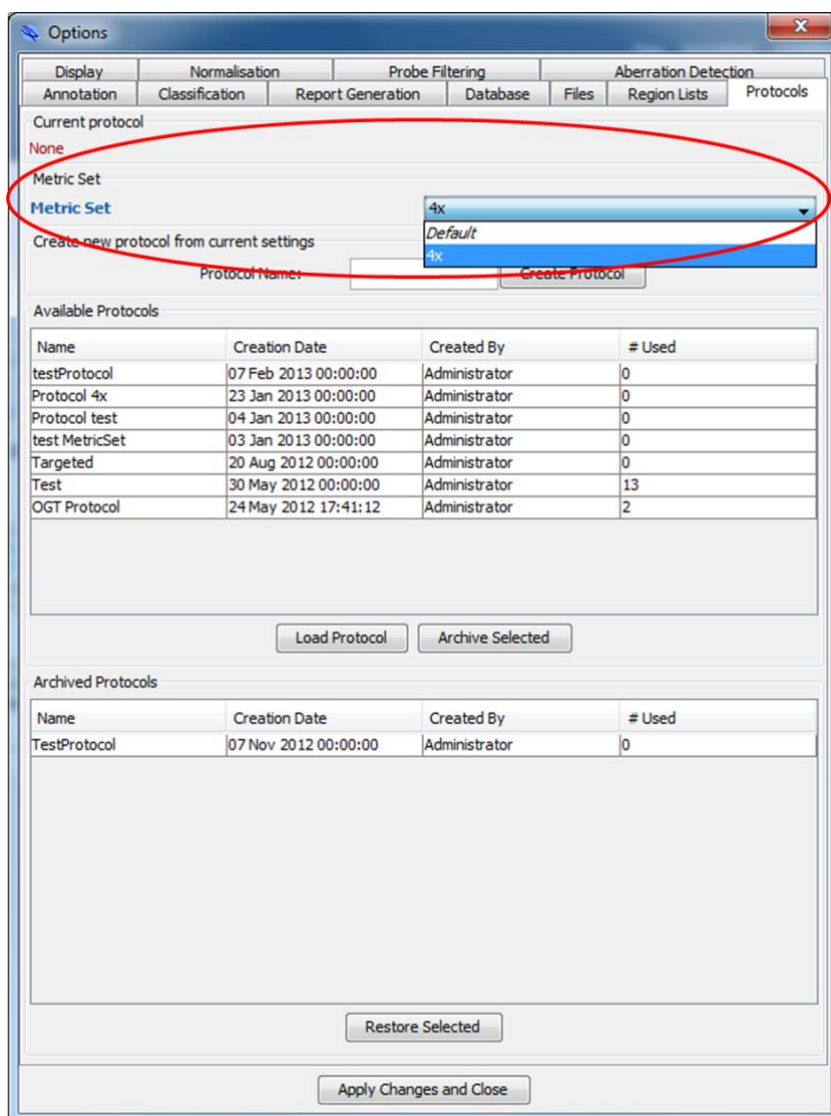 Options
Display Normalisation Probe Filtering Aberration Detection
Annotation Classification Report Generation Database Files Region Lists Protocols
Current protocol
None
Metric Set
Metric Set 4x
Default
4x
Create new protocol from current settings
Protocol Name: Create Protocol
Available Protocols
Name Creation Date Created By # Used
testProtocol 07 Feb 2013 00:00:00 Administrator 0
Protocol 4x 23 Jan 2013 00:00:00 Administrator 0
Protocol test 04 Jan 2013 00:00:00 Administrator 0
test MetricSet 03 Jan 2013 00:00:00 Administrator 0
Targeted 20 Aug 2012 00:00:00 Administrator 0
Test 30 May 2012 00:00:00 Administrator 13
OGT Protocol 24 May 2012 17:41:12 Administrator 2
Load Protocol Archive Selected
Archived Protocols
Name Creation Date Created By # Used
TestProtocol 07 Nov 2012 00:00:00 Administrator 0
Restore Selected
Apply Changes and Close